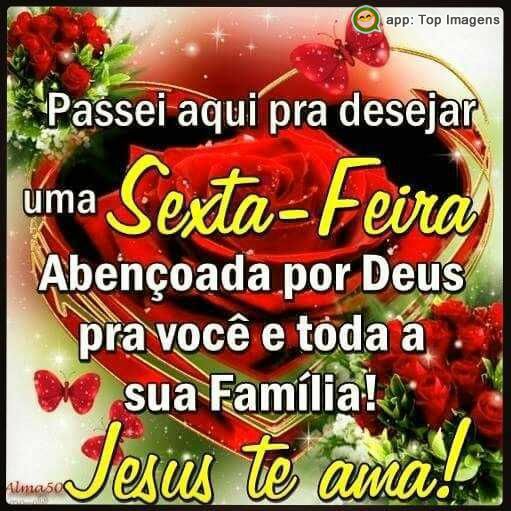 app: Top Imagens
Passei aqui pra desejar
uma Sexta-Feira
Abençoada por Deus
pra você e toda a
sua Família!
Jesus te ama!
Alma50